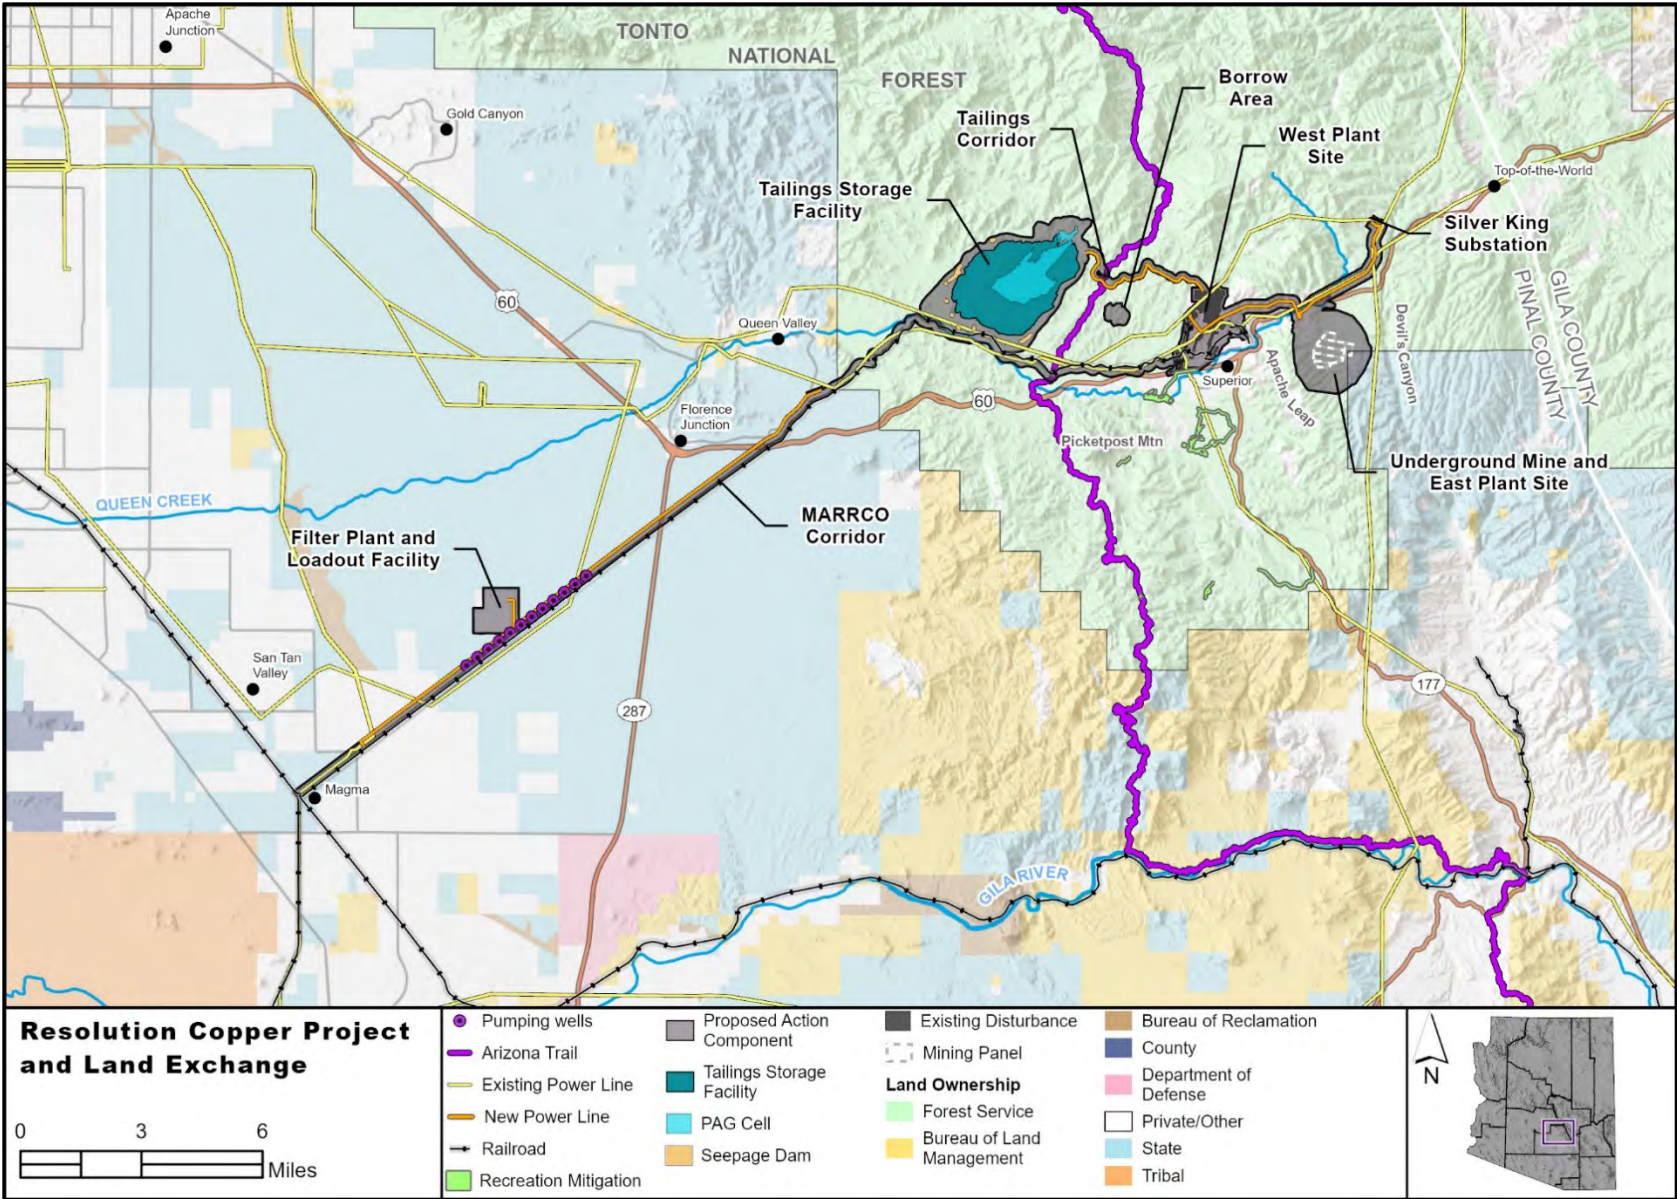 Apache
Junction
TONTO
NATIONAL
FOREST
Borrow
Area
Gold Canyon
Tailings
Corridor
West Plant
Site
Top-of-the-World
Tailings Storage
Facility
Silver King
Substation
GILA COUNTY
PINAL COUNTY
60
Queen Valley
Devil's Canyon
Superior
Apache Leap
60
Florence
Junction
Picketpost Mtn
Underground Mine and
East Plant Site
QUEEN CREEK
MARRCO
Corridor
Filter Plant and
Loadout Facility
San Tan
Valley
177
287
Magma
GILA RIVER
Resolution Copper Project
and Land Exchange
0 3 6
Miles
Pumping wells
Arizona Trail
Existing Power Line
New Power Line
Railroad
Recreation Mitigation
Proposed Action
Component
Tailings Storage
Facility
PAG Cell
Seepage Dam
Existing Disturbance
Mining Panel
Land Ownership
Forest Service
Bureau of Land
Management
Bureau of Reclamation
County
Department of
Defense
Private/Other
State
Tribal
N